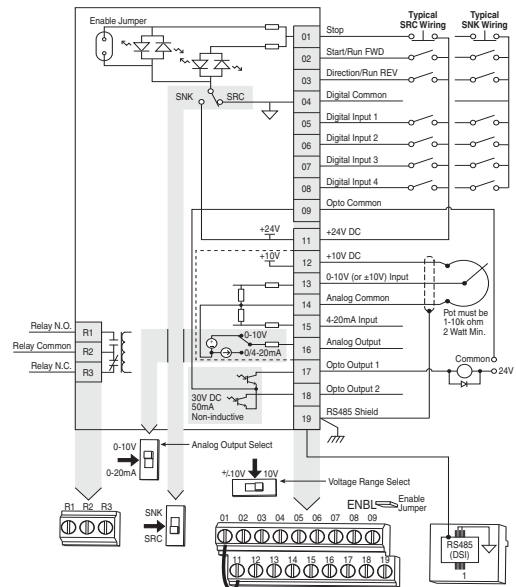 Enable Jumper
Typical
SRC Wiring
Typical
SNK Wiring
01 Stop
02 Start/Run FWD
03 Direction/Run REV
SNK SRC
04 Digital Common
05 Digital Input 1
06 Digital Input 2
07 Digital Input 3
08 Digital Input 4
09 Opto Common
+24V
11 +24V DC
+10V
12 +10V DC
13 0-10V (or ±10V) Input
14 Analog Common
Pot must be
1-10k ohm
2 Watt Min.
15 4-20mA Input
0-10V
0/4-20mA
16 Analog Output
Relay N.O. R1
Relay Common R2
Relay N.C. R3
Common
24V
17 Opto Output 1
18 Opto Output 2
30V DC
50mA
Non-inductive
19 RS485 Shield
0-10V
0-20mA
Analog Output Select
+/-10V 10V
Voltage Range Select
R1 R2 R3
SNK
SRC
ENBL
Enable
Jumper
01 02 03 04 05 06 07 08 09
11 12 13 14 15 16 17 18 19
RS485
(DSI)
1